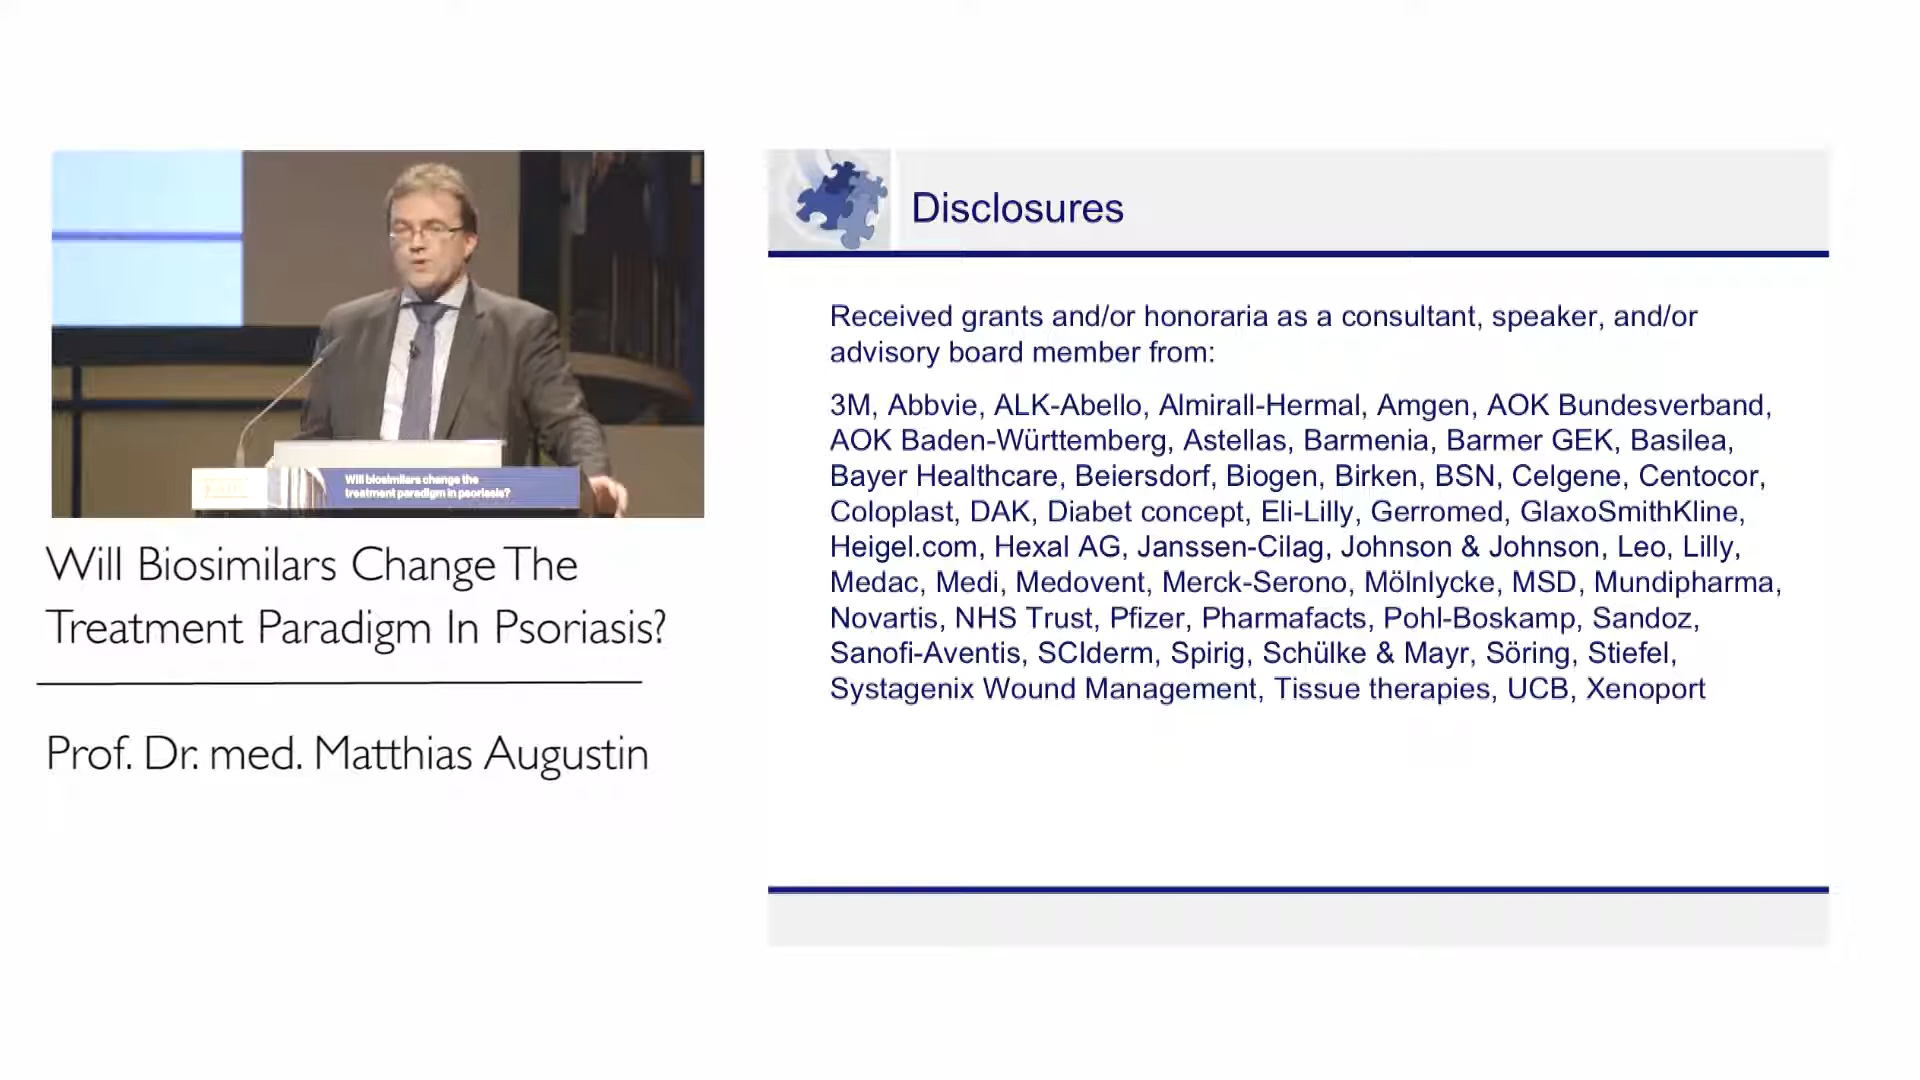 Will biosimilars change the
treatment paradigm in psoriasis?
Will Biosimilars Change The
Treatment Paradigm In Psoriasis?
Prof. Dr. med. Matthias Augustin
Disclosures
Received grants and/or honoraria as a consultant, speaker, and/or
advisory board member from:
3M, Abbvie, ALK-Abello, Almirall-Hermal, Amgen, AOK Bundesverband,
AOK Baden-Württemberg, Astellas, Barmenia, Barmer GEK, Basilea,
Bayer Healthcare, Beiersdorf, Biogen, Birken, BSN, Celgene, Centocor,
Coloplast, DAK, Diabet concept, Eli-Lilly, Gerromed, GlaxoSmithKline,
Heigel.com, Hexal AG, Janssen-Cilag, Johnson & Johnson, Leo, Lilly,
Medac, Medi, Medovent, Merck-Serono, Mölnlycke, MSD, Mundipharma,
Novartis, NHS Trust, Pfizer, Pharmafacts, Pohl-Boskamp, Sandoz,
Sanofi-Aventis, SCIderm, Spirig, Schülke & Mayr, Söring, Stiefel,
Systagenix Wound Management, Tissue therapies, UCB, Xenoport